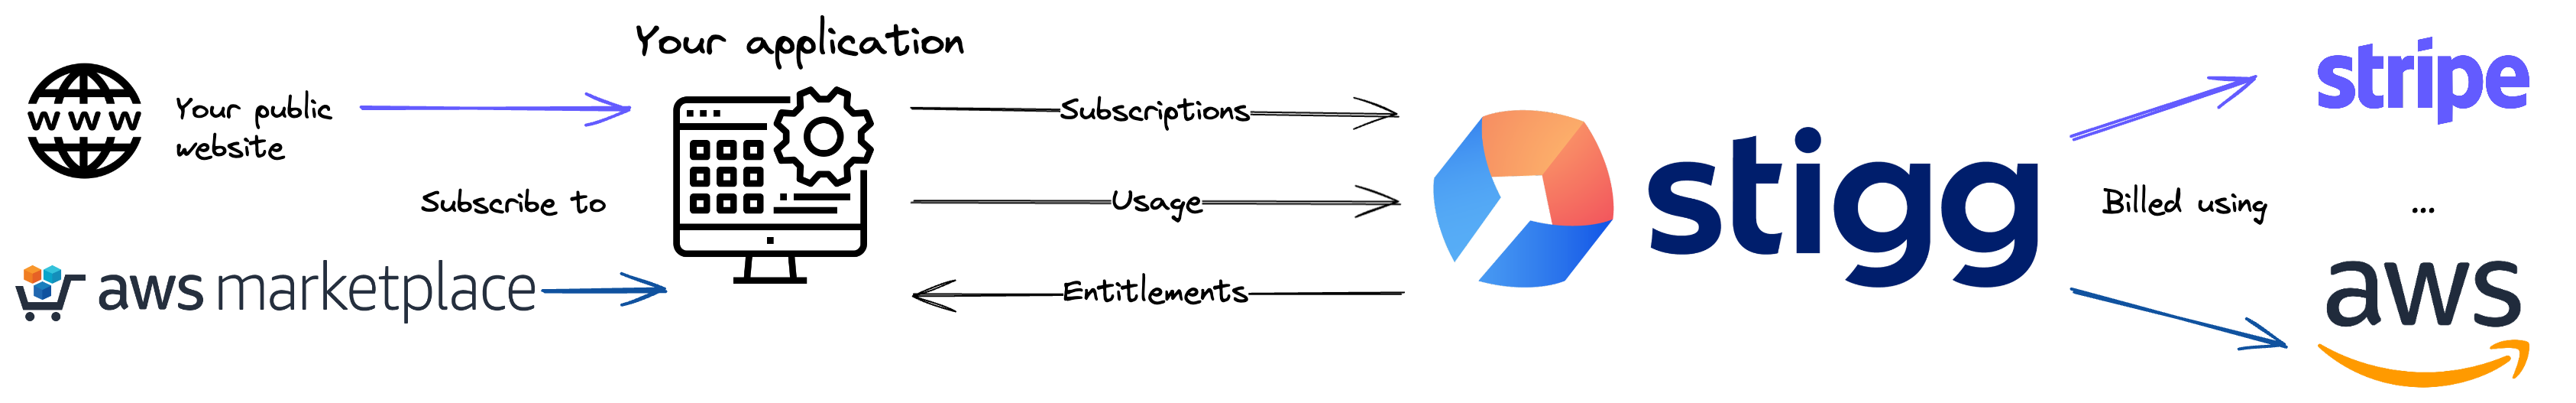 Your application
www
Your public
website
Subscribe to
aws marketplace
Subscriptions
Usage
Entitlements
stigg
Billed using
stripe
...
aws